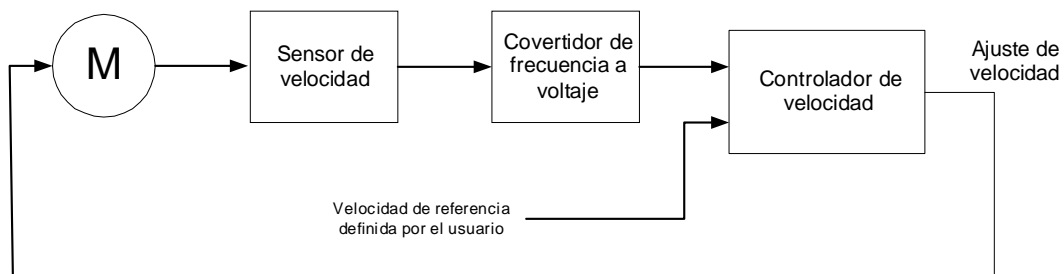 M
Sensor de
velocidad
Covertidor de
frecuencia a
voltaje
Controlador de
velocidad
Ajuste de
velocidad
Velocidad de referencia
definida por el usuario